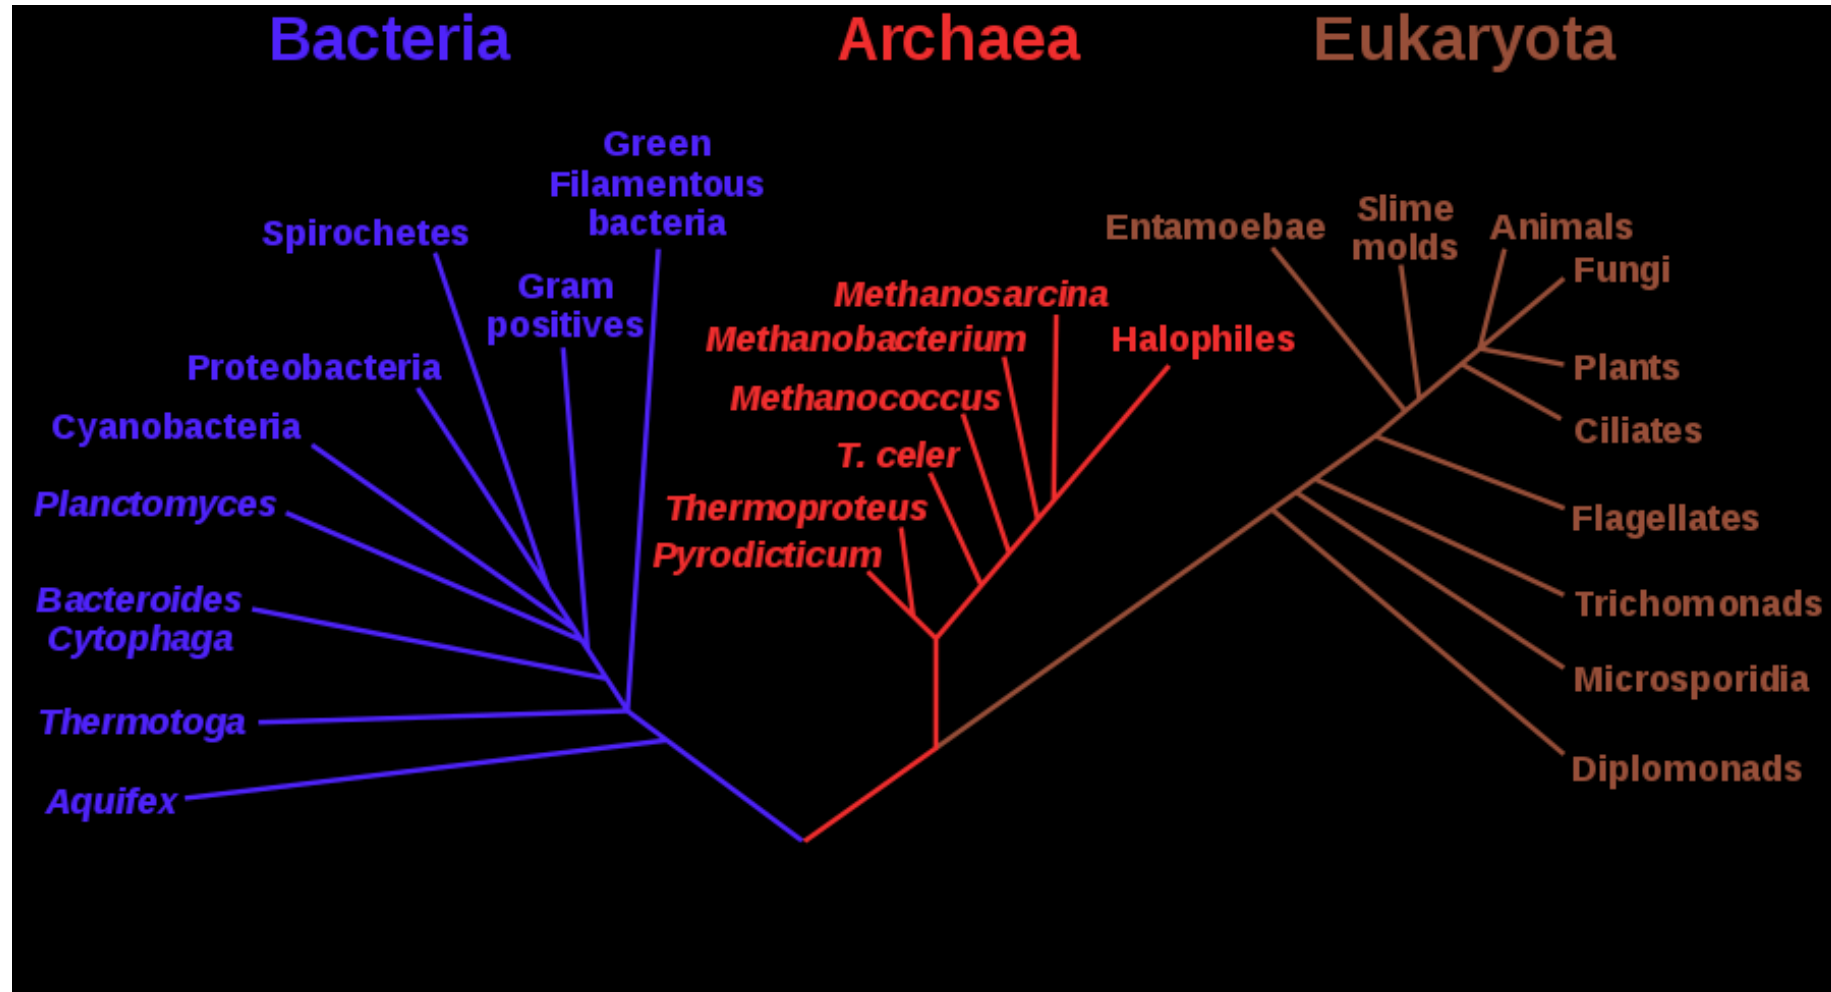 Bacteria
Archaea
Eukaryota
Green
Filamentous
bacteria
Spirochetes
Gram
positives
Proteobacteria
Cyanobacteria
Planctomyces
Bacteroides
Cytophaga
Thermotoga
Aquifex
Methanosarcina
Methanobacterium
Halophiles
Methanococcus
T. celer
Thermoproteus
Pyrodicticum
Entamoebae
Slime
molds
Animals
Fungi
Plants
Ciliates
Flagellates
Trichomonads
Microsporidia
Diplomonads